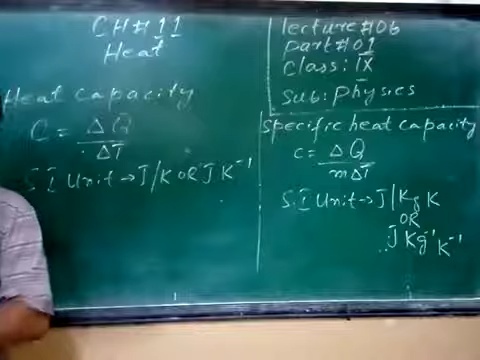 CH#11
Heat
Heat capacity
C = ΔQ
ΔT
S.I Unit → J/K OR J K⁻¹
lecture#06
part#01
Class: IX
Sub: Physics
Specific heat capacity
c = ΔQ
mΔT
S.I Unit → J/Kg K
OR
J Kg⁻¹ K⁻¹